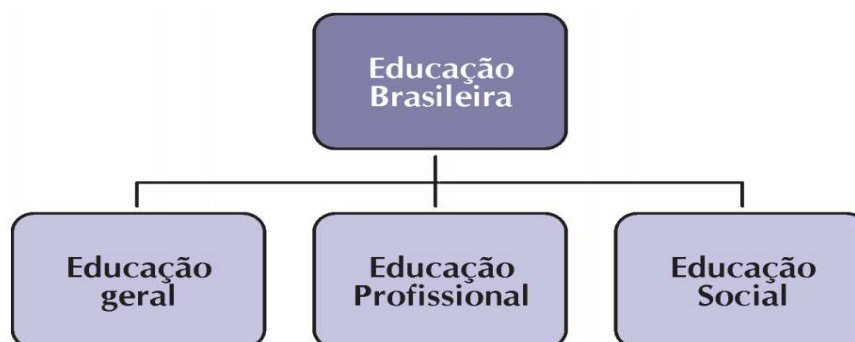 Educação
Brasileira
Educação
geral
Educação
Profissional
Educação
Social